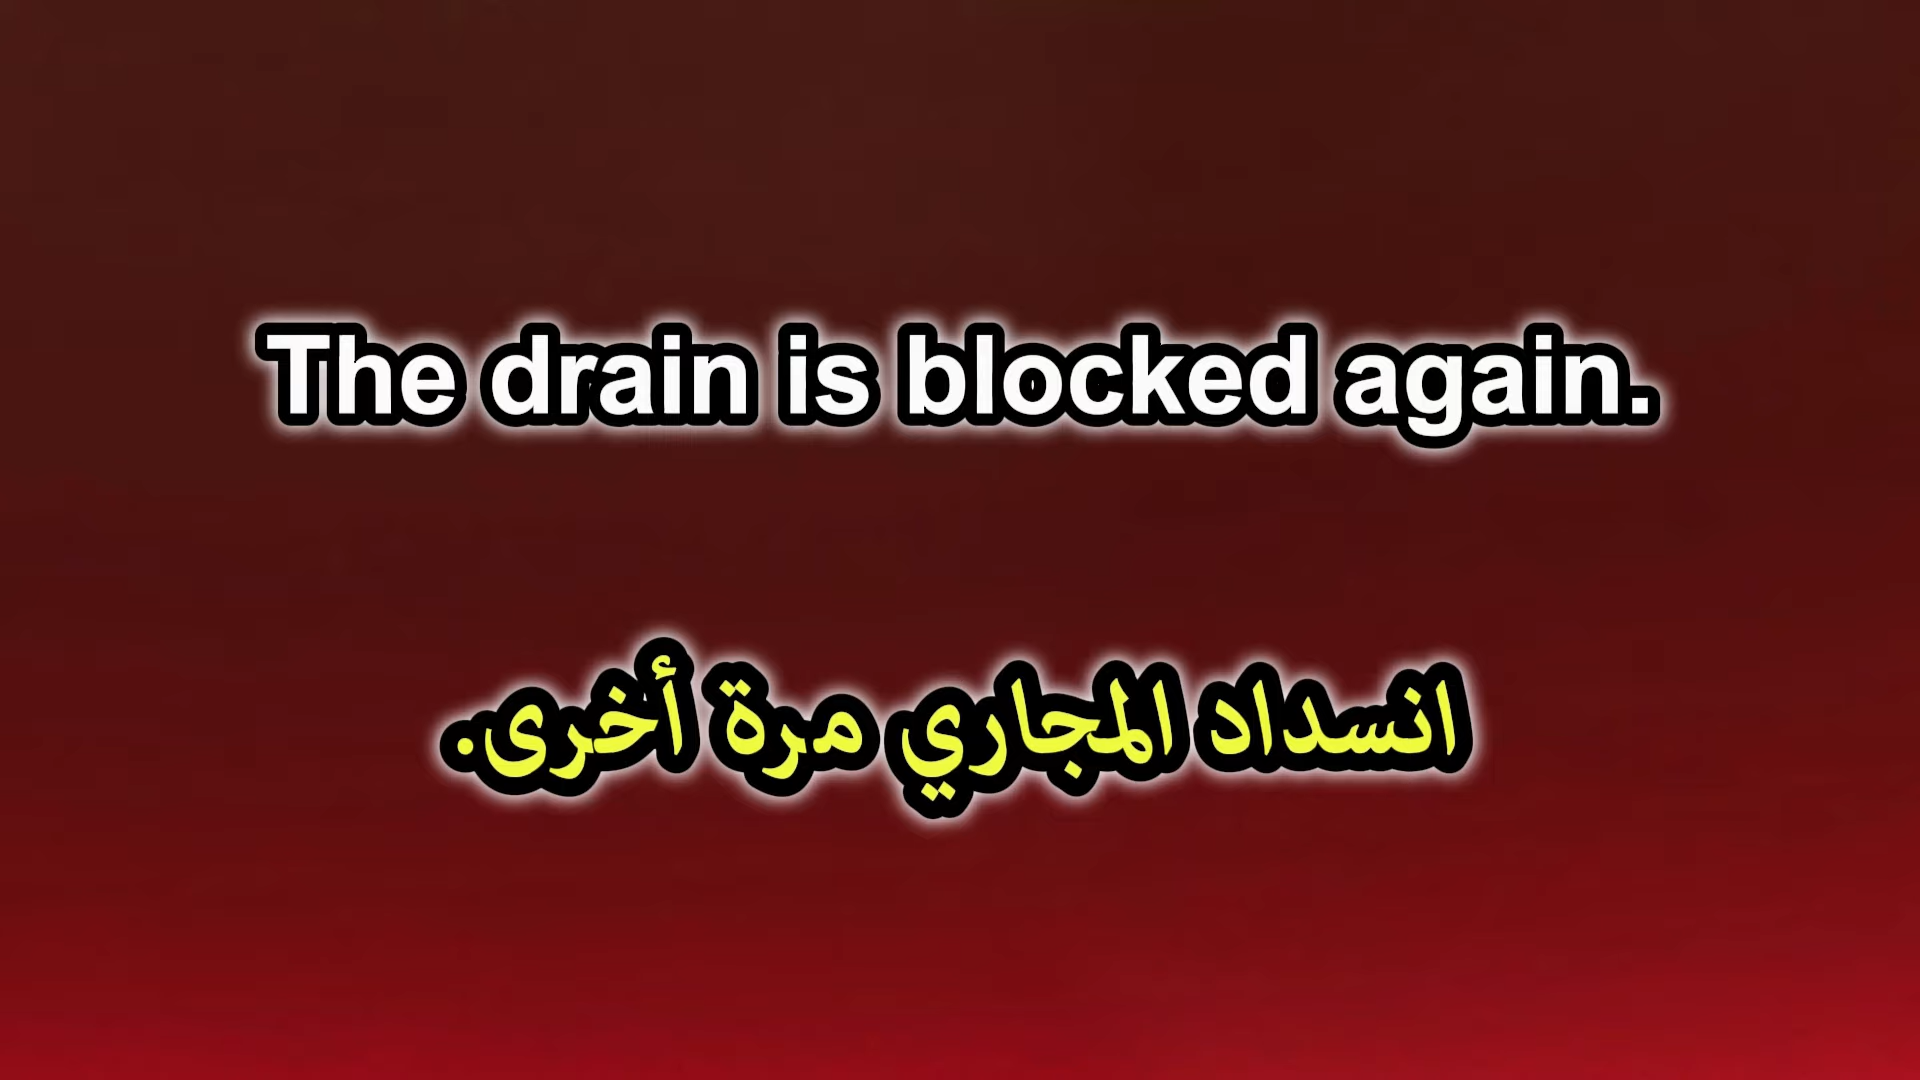 The drain is blocked again.
انسداد المجاري مرة أخرى.